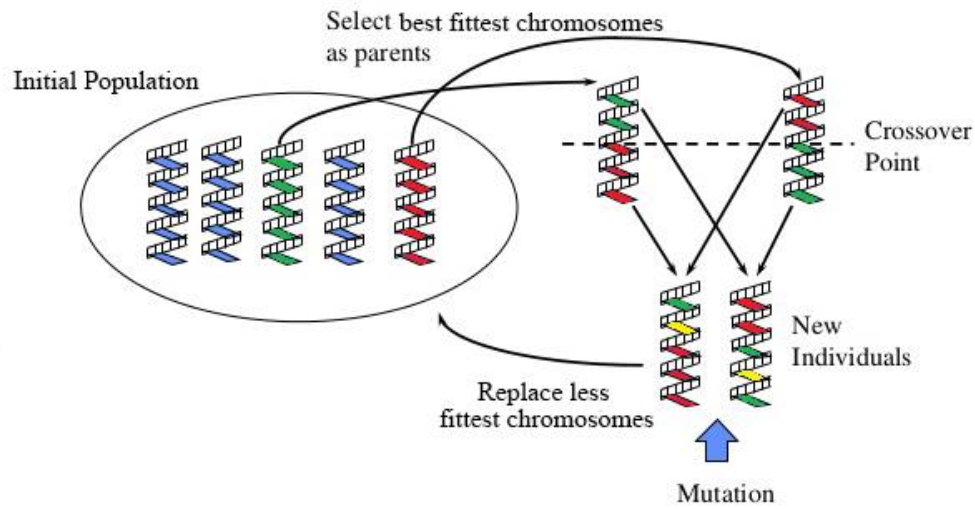 Select best fittest chromosomes
as parents
Initial Population
Crossover
Point
New
Individuals
Replace less
fittest chromosomes
Mutation